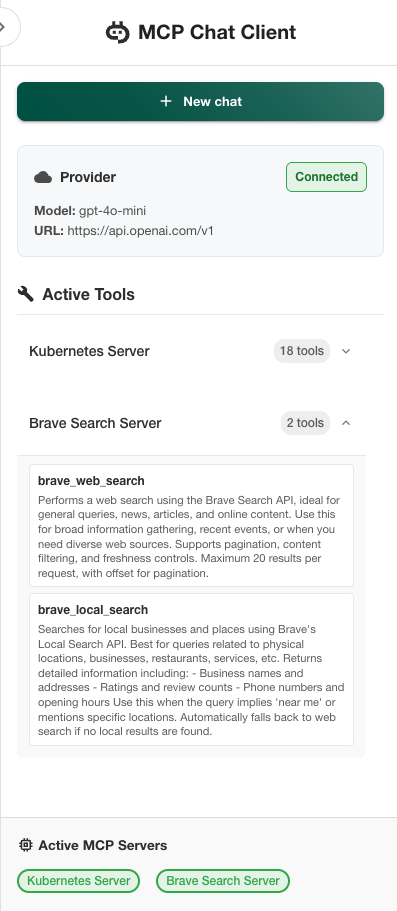 MCP Chat Client
+ New chat
Provider
Connected
Model: gpt-4o-mini
URL: https://api.openai.com/v1
Active Tools
Kubernetes Server
18 tools
Brave Search Server
2 tools
brave_web_search
Performs a web search using the Brave Search API, ideal for
general queries, news, articles, and online content. Use this
for broad information gathering, recent events, or when you
need diverse web sources. Supports pagination, content
filtering, and freshness controls. Maximum 20 results per
request, with offset for pagination.
brave_local_search
Searches for local businesses and places using Brave's
Local Search API. Best for queries related to physical
locations, businesses, restaurants, services, etc. Returns
detailed information including: - Business names and
addresses - Ratings and review counts - Phone numbers and
opening hours Use this when the query implies 'near me' or
mentions specific locations. Automatically falls back to web
search if no local results are found.
Active MCP Servers
Kubernetes Server
Brave Search Server